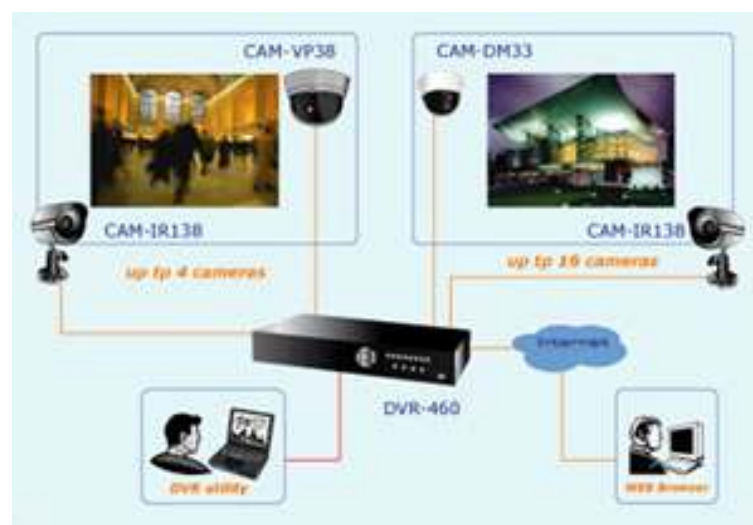 CAM-VP38
CAM-DM33
CAM-IR138
CAM-IR138
up tp 4 cameras
up tp 16 cameras
Internet
DVR-460
DVR utility
WEB Browser